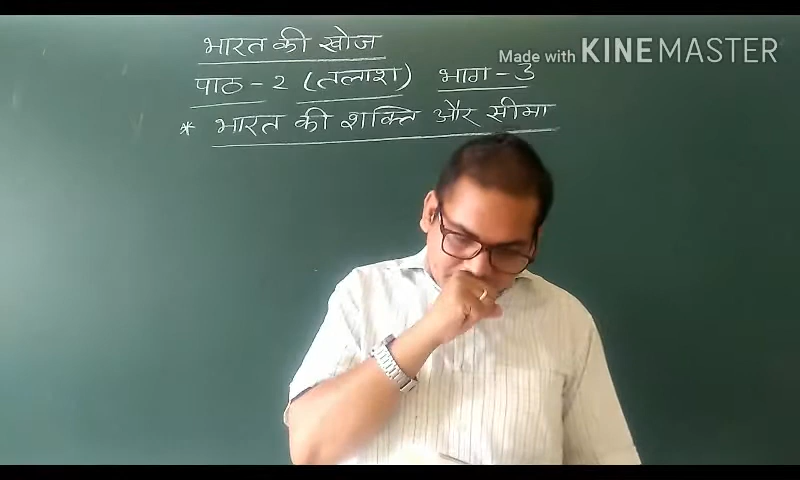 भारत की खोज
Made with KINEMASTER
पाठ - 2 (तलाश) भाग - 3
* भारत की शक्ति और सीमा